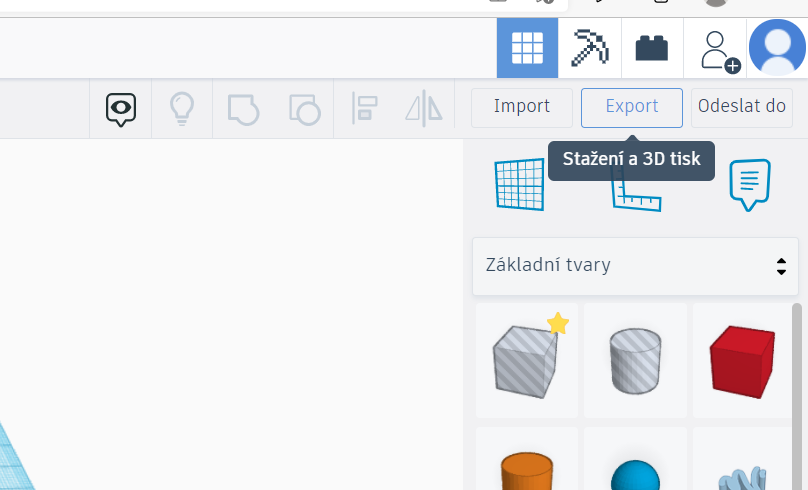 Import
Export
Odeslat do
Stažení a 3D tisk
Základní tvary